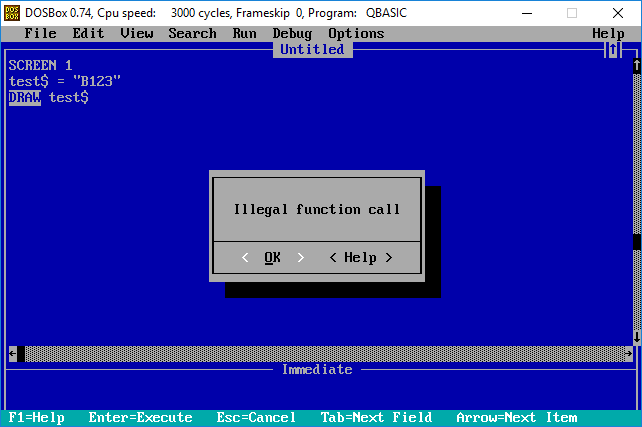 DOSBox 0.74, Cpu speed: 3000 cycles, Frameskip 0, Program: QBASIC
File Edit View Search Run Debug Options Help
Untitled
SCREEN 1
test$ = "B123"
DRAW test$
Illegal function call
< OK > < Help >
Immediate
F1=Help Enter=Execute Esc=Cancel Tab=Next Field Arrow=Next Item